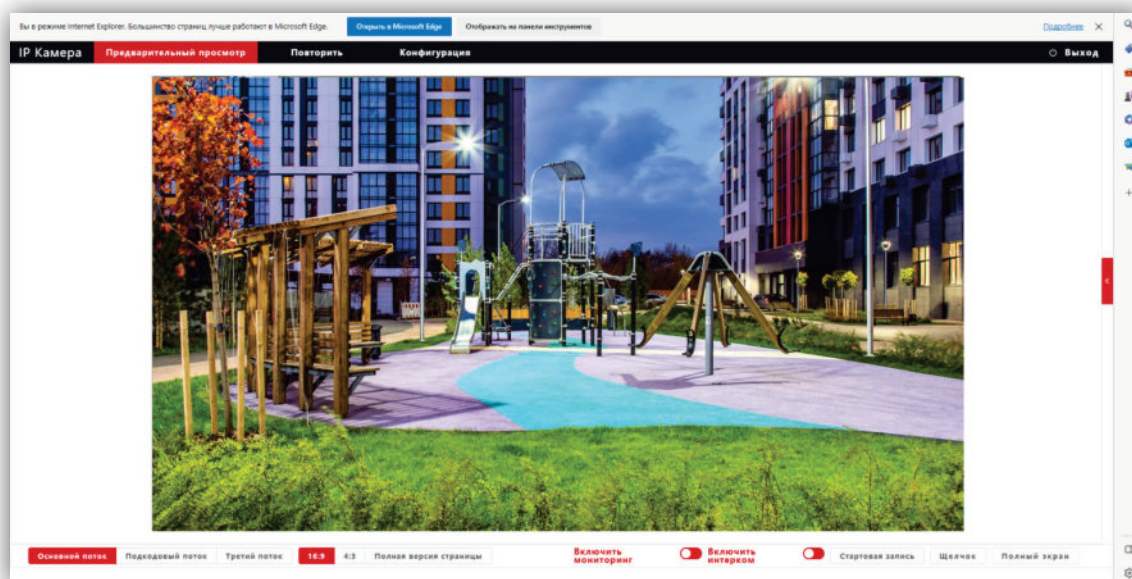 Вы в режиме Internet Explorer. Большинство страниц лучше работают в Microsoft Edge. Открыть в Microsoft Edge Отображать на панели инструментов Подробнее
IP Камера Предварительный просмотр Повторить Конфигурация Выход
Основной поток Подкодовый поток Третий поток 16:9 4:3 Полная версия страницы Включить мониторинг Включить интерком Стартовая запись Щелчок Полный экран